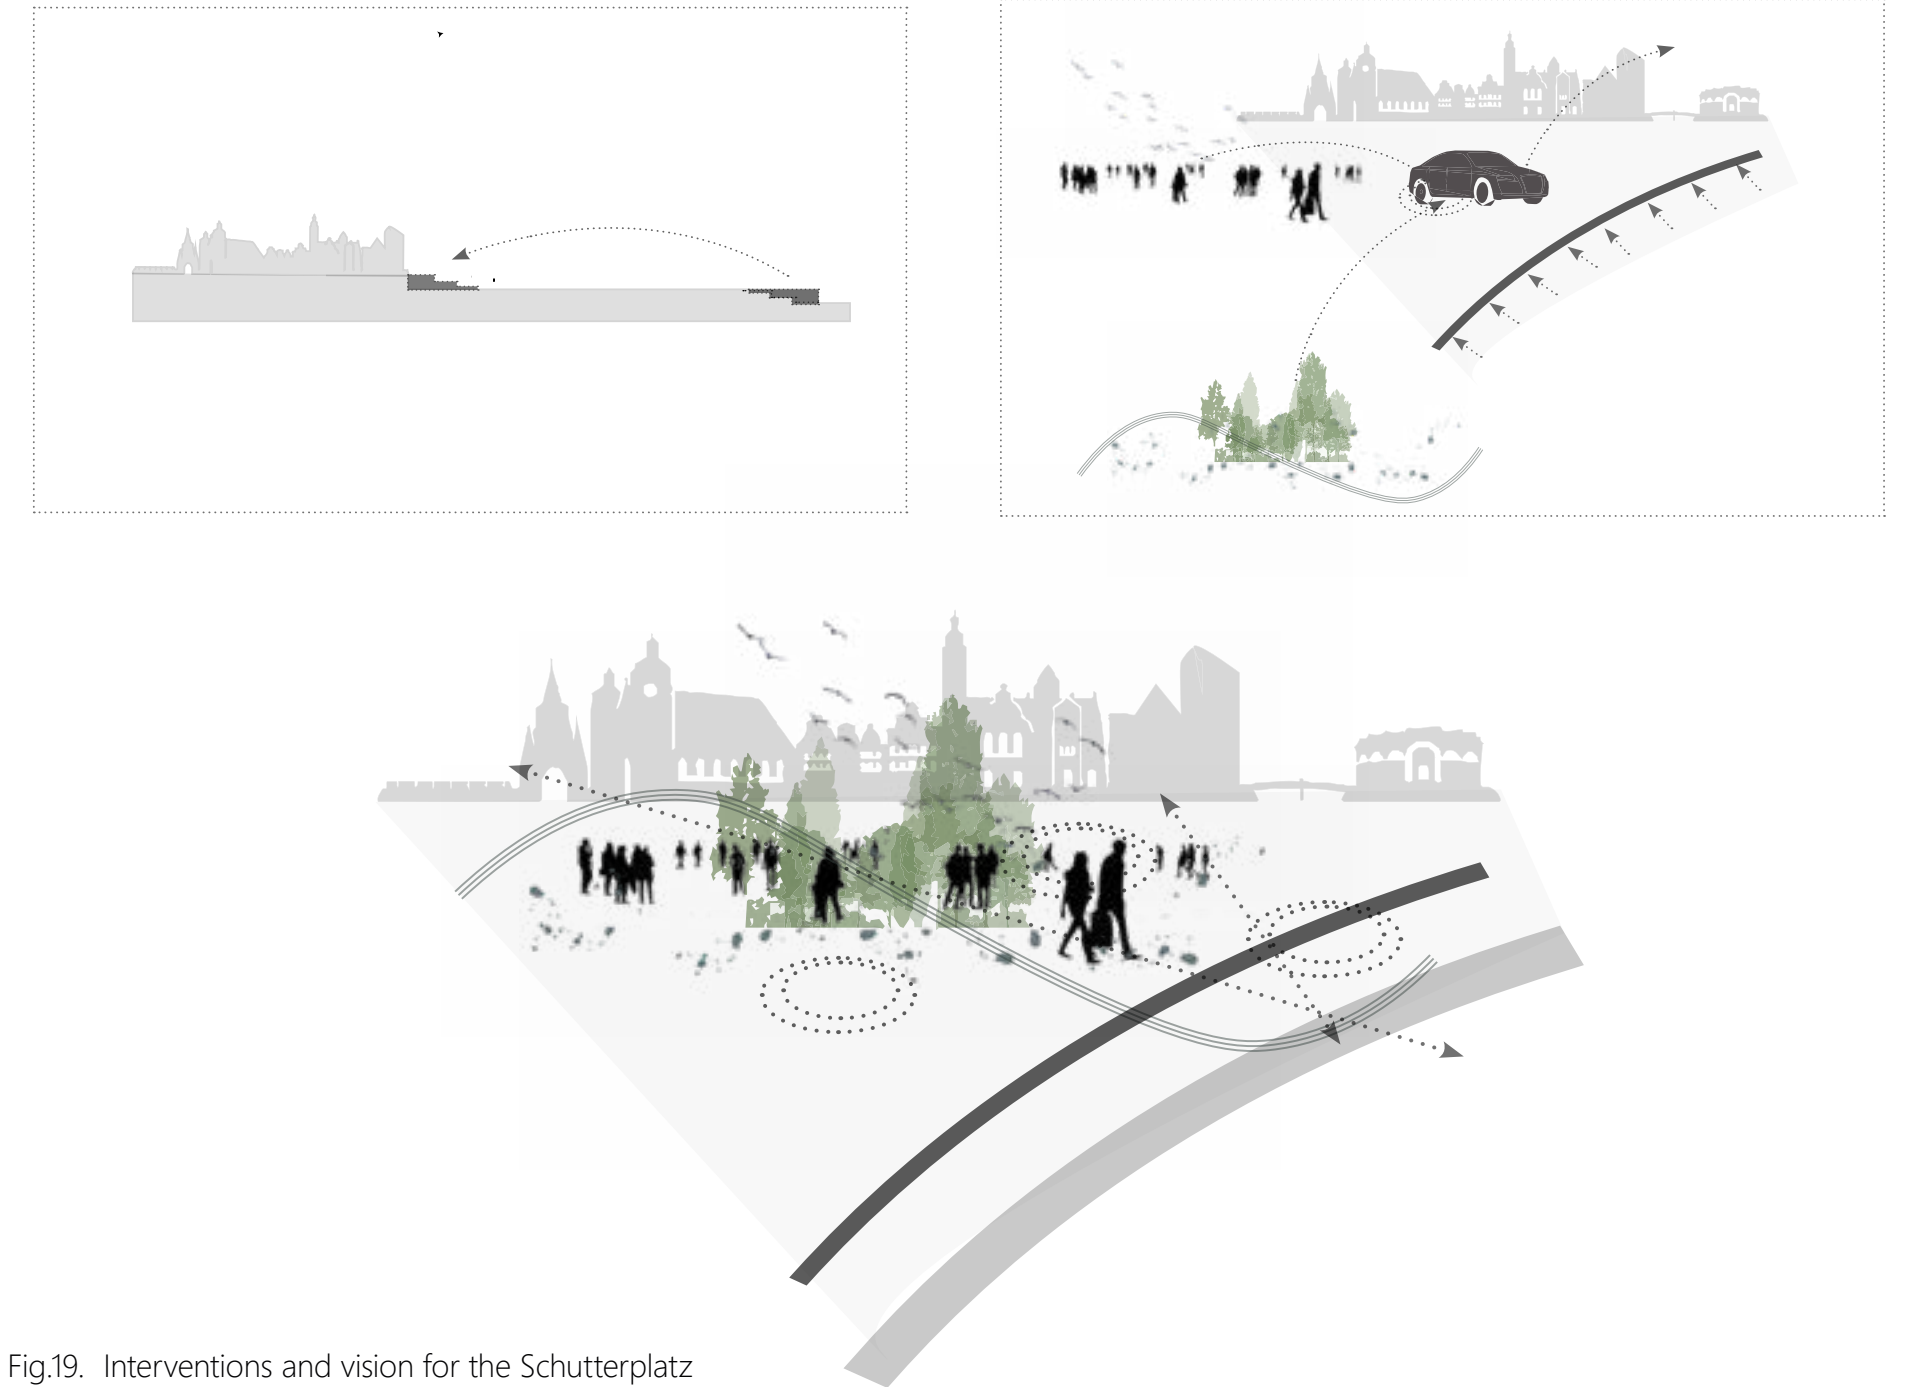 Fig.19. Interventions and vision for the Schutterplatz